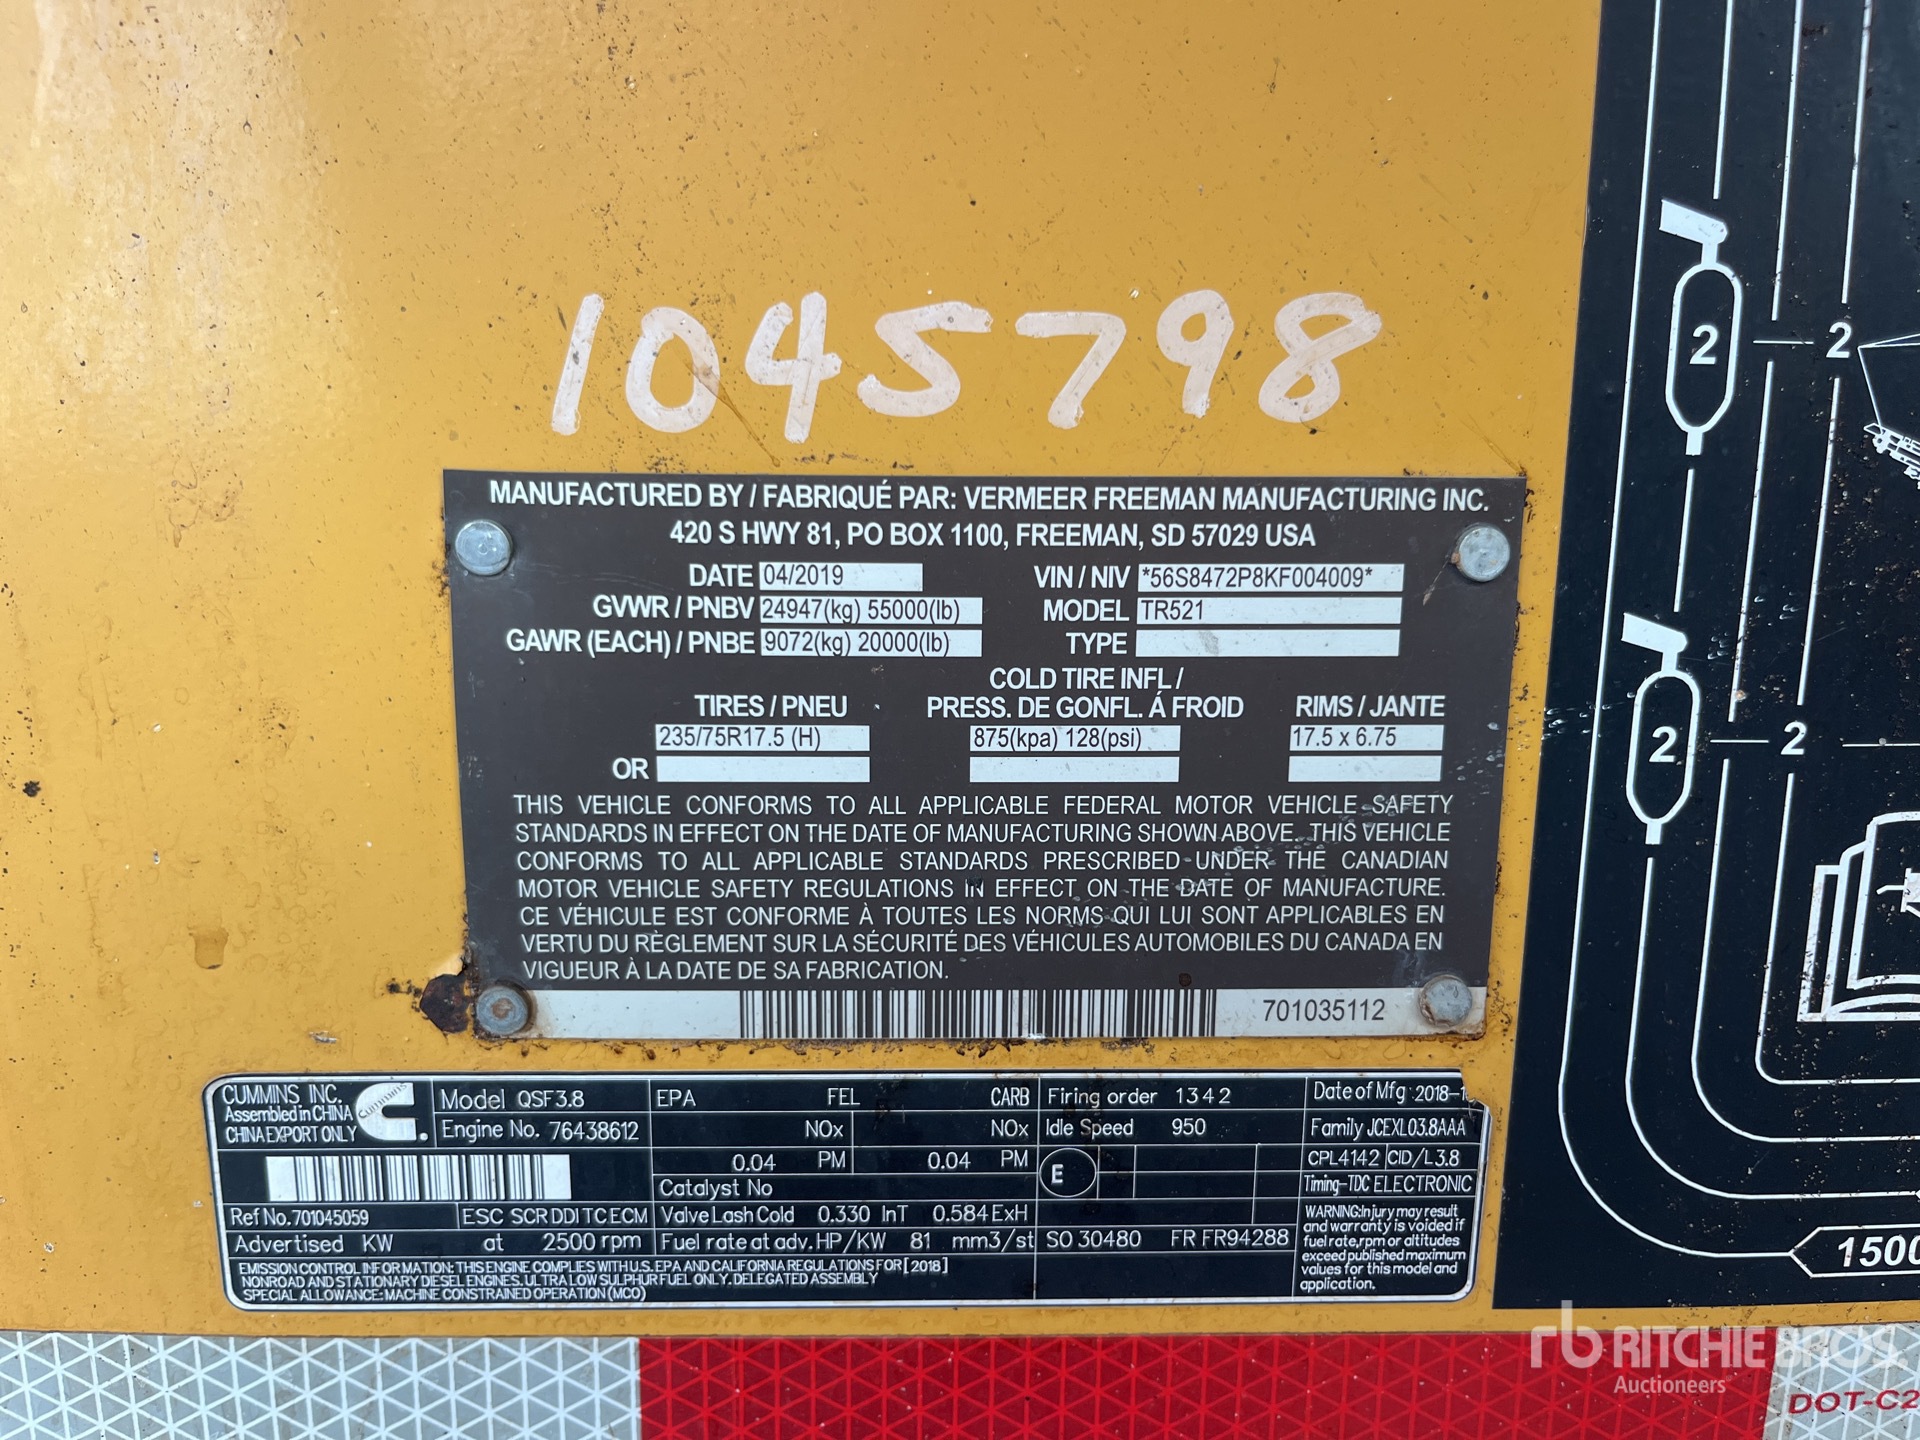 1045798
MANUFACTURED BY / FABRIQUÉ PAR: VERMEER FREEMAN MANUFACTURING INC.
420 S HWY 81, PO BOX 1100, FREEMAN, SD 57029 USA
DATE 04/2019 VIN / NIV *56S8472P8KF004009*
GVWR / PNBV 24947(kg) 55000(lb) MODEL TR521
GAWR (EACH) / PNBE 9072(kg) 20000(lb) TYPE
COLD TIRE INFL /
TIRES / PNEU PRESS. DE GONFL. Á FROID RIMS / JANTE
235/75R17.5 (H) 875(kpa) 128(psi) 17.5 x 6.75
OR
THIS VEHICLE CONFORMS TO ALL APPLICABLE FEDERAL MOTOR VEHICLE SAFETY
STANDARDS IN EFFECT ON THE DATE OF MANUFACTURING SHOWN ABOVE. THIS VEHICLE
CONFORMS TO ALL APPLICABLE STANDARDS PRESCRIBED UNDER THE CANADIAN
MOTOR VEHICLE SAFETY REGULATIONS IN EFFECT ON THE DATE OF MANUFACTURE.
CE VÉHICULE EST CONFORME À TOUTES LES NORMS QUI LUI SONT APPLICABLES EN
VERTU DU RÈGLEMENT SUR LA SÉCURITÉ DES VÉHICULES AUTOMOBILES DU CANADA EN
VIGUEUR À LA DATE DE SA FABRICATION.
701035112
CUMMINS INC.
Assembled in CHINA
CHINA EXPORT ONLY
Cummins
Model QSF3.8
Engine No. 76438612
Ref No. 701045059 ESC SCR DDI TC ECM
Advertised KW at 2500 rpm
EPA FEL CARB
NOx NOx
0.04 PM 0.04 PM
Catalyst No
Valve Lash Cold 0.330 InT 0.584 ExH
Fuel rate at adv. HP/KW 81 mm3/st
Firing order 1 3 4 2
Idle Speed 950
E
SO 30480 FR FR94288
Date of Mfg: 2018-1
Family JCEXL03.8AAA
CPL4142 CID/L3.8
Timing-TDC ELECTRONIC
WARNING:Injury may result
and warranty is voided if
fuel rate,rpm or altitudes
exceed published maximum
values for this model and
application.
EMISSION CONTROL INFORMATION: THIS ENGINE COMPLIES WITH U.S. EPA AND CALIFORNIA REGULATIONS FOR [2018]
NONROAD AND STATIONARY DIESEL ENGINES. ULTRA LOW SULPHUR FUEL ONLY. DELEGATED ASSEMBLY
SPECIAL ALLOWANCE: MACHINE CONSTRAINED OPERATION (MCO)
2 2
2 2
1500
rb RITCHIE BROS.
Auctioneers
DOT-C2